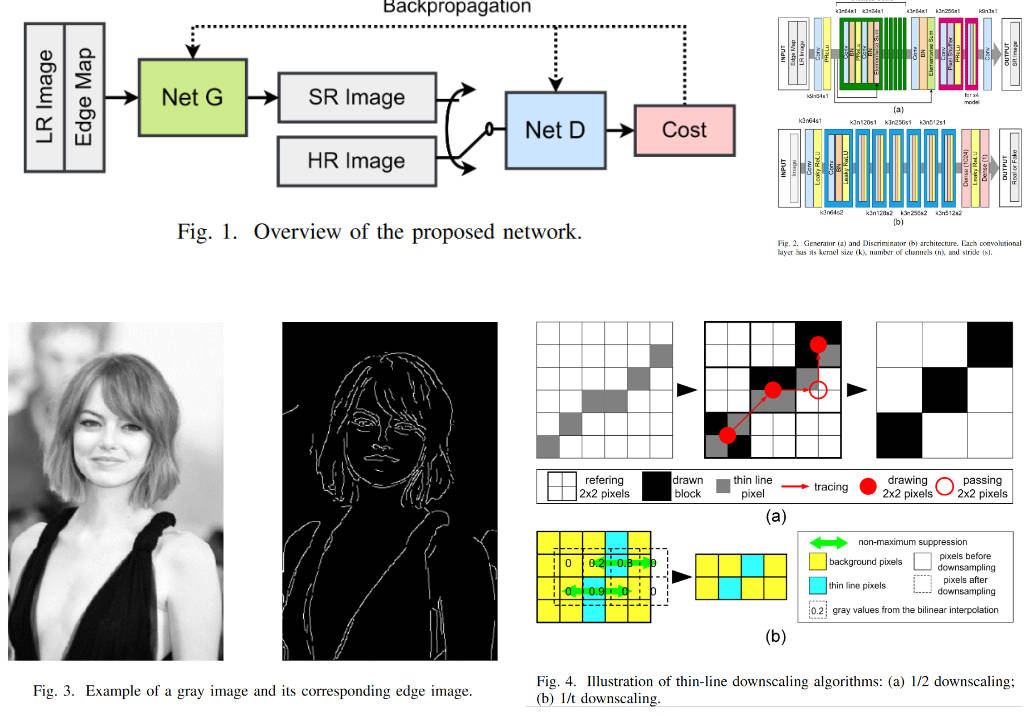 Backpropagation
LR Image
Edge Map
Net G
SR Image
HR Image
Net D
Cost
Fig. 1. Overview of the proposed network.
k3n64s1 k3n64s1 k3n64s1 k3n256s1 k9n3s1
INPUT
Edge Map
LR Image
Conv
PReLu
Conv
BN
PReLu
Conv
BN
Elementwise Sum
Conv
BN
Elementwise Sum
Conv
Pixel Shuffler
PReLu
Conv
OUTPUT
SR Image
k9n64s1
for x4
model
(a)
k3n64s1 k3n128s1 k3n256s1 k3n512s1
INPUT
Image
Conv
Leaky ReLU
Conv
BN
Leaky ReLU
Dense (1024)
Leaky ReLU
Dense (1)
OUTPUT
Real or Fake
k3n64s2 k3n128s2 k3n256s2 k3n512s2
(b)
Fig. 2. Generator (a) and Discriminator (b) architecture. Each convolutional
layer has its kernel size (k), number of channels (n), and stride (s).
Fig. 3. Example of a gray image and its corresponding edge image.
refering
2x2 pixels
drawn
block
thin line
pixel
tracing
drawing
2x2 pixels
passing
2x2 pixels
(a)
0 0.2 0.8 0
0 0.9 0 0
non-maximum suppression
background pixels
pixels before
downsampling
thin line pixels
pixels after
downsampling
0.2 gray values from the bilinear interpolation
(b)
Fig. 4. Illustration of thin-line downscaling algorithms: (a) 1/2 downscaling;
(b) 1/t downscaling.